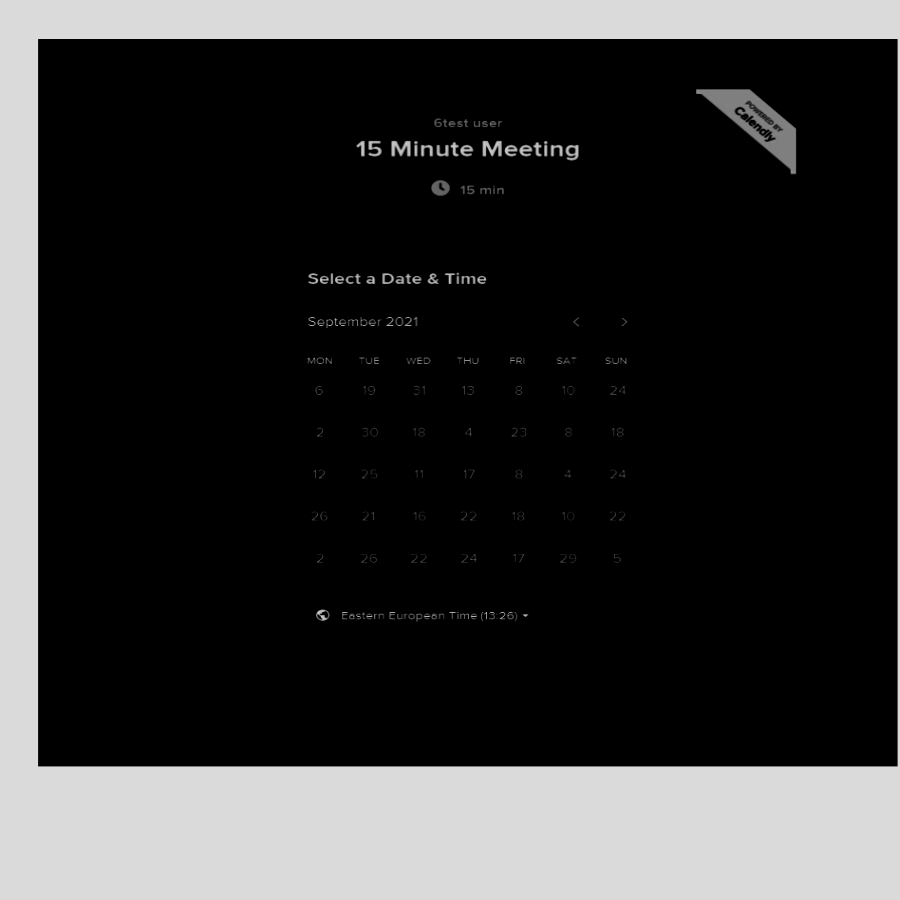 POWERED BY
Calendly
6test user
15 Minute Meeting
15 min
Select a Date & Time
September 2021 < >
MON TUE WED THU FRI SAT SUN
6 19 31 13 8 10 24
2 30 18 4 23 8 18
12 25 11 17 8 4 24
26 21 16 22 18 10 22
2 26 22 24 17 29 5
Eastern European Time (13:26)